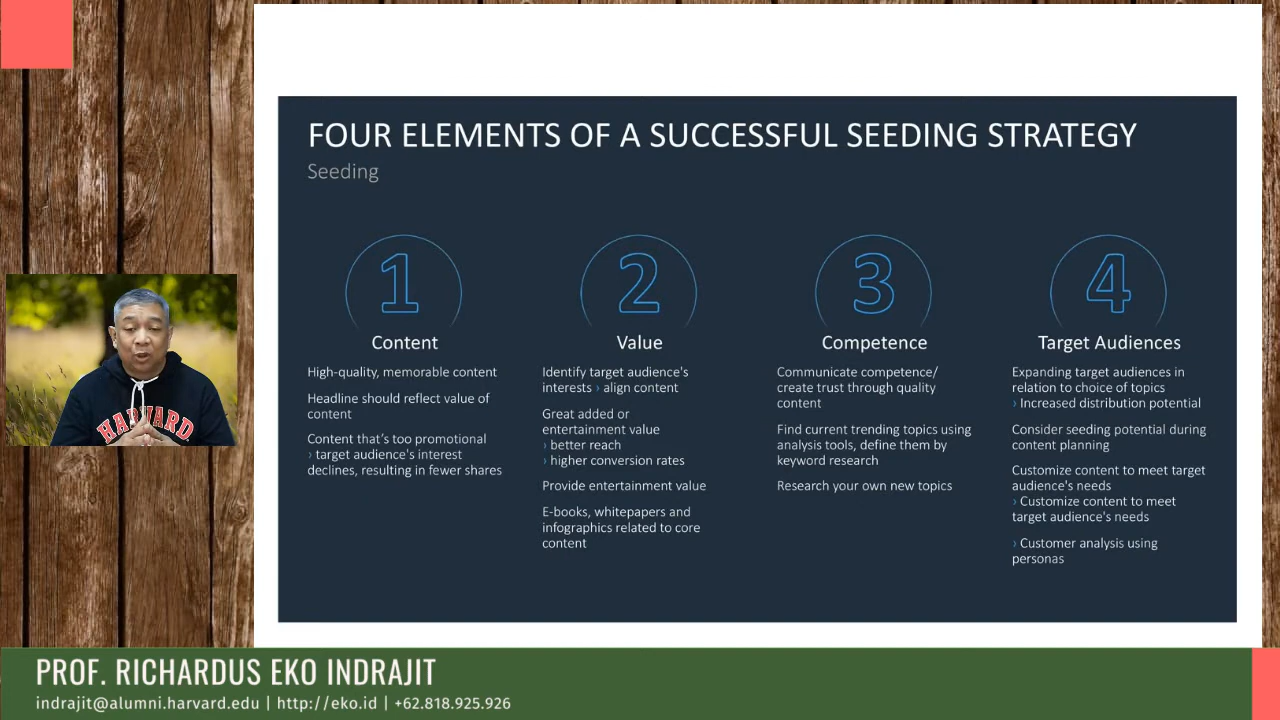 FOUR ELEMENTS OF A SUCCESSFUL SEEDING STRATEGY
Seeding
1
Content
High-quality, memorable content
Headline should reflect value of
content
Content that's too promotional
› target audience's interest
declines, resulting in fewer shares
2
Value
Identify target audience's
interests › align content
Great added or
entertainment value
› better reach
› higher conversion rates
Provide entertainment value
E-books, whitepapers and
infographics related to core
content
3
Competence
Communicate competence/
create trust through quality
content
Find current trending topics using
analysis tools, define them by
keyword research
Research your own new topics
4
Target Audiences
Expanding target audiences in
relation to choice of topics
› Increased distribution potential
Consider seeding potential during
content planning
Customize content to meet target
audience's needs
› Customize content to meet
target audience's needs
› Customer analysis using
personas
HARVARD
PROF. RICHARDUS EKO INDRAJIT
indrajit@alumni.harvard.edu | http://eko.id | +62.818.925.926